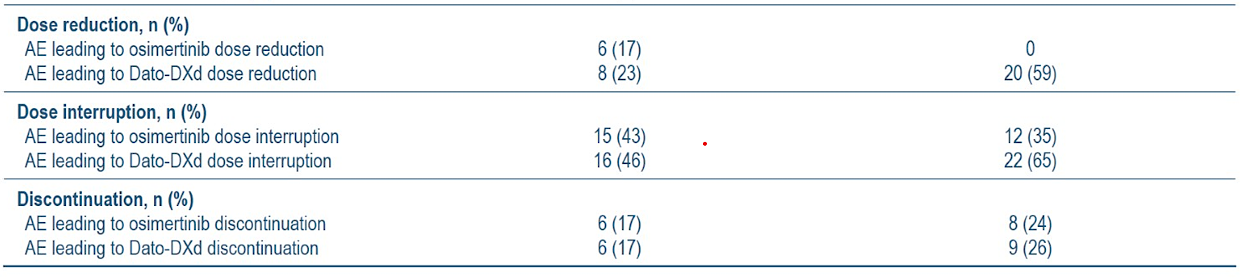 Dose reduction, n (%)
AE leading to osimertinib dose reduction 6 (17) 0
AE leading to Dato-DXd dose reduction 8 (23) 20 (59)
Dose interruption, n (%)
AE leading to osimertinib dose interruption 15 (43) 12 (35)
AE leading to Dato-DXd dose interruption 16 (46) 22 (65)
Discontinuation, n (%)
AE leading to osimertinib discontinuation 6 (17) 8 (24)
AE leading to Dato-DXd discontinuation 6 (17) 9 (26)